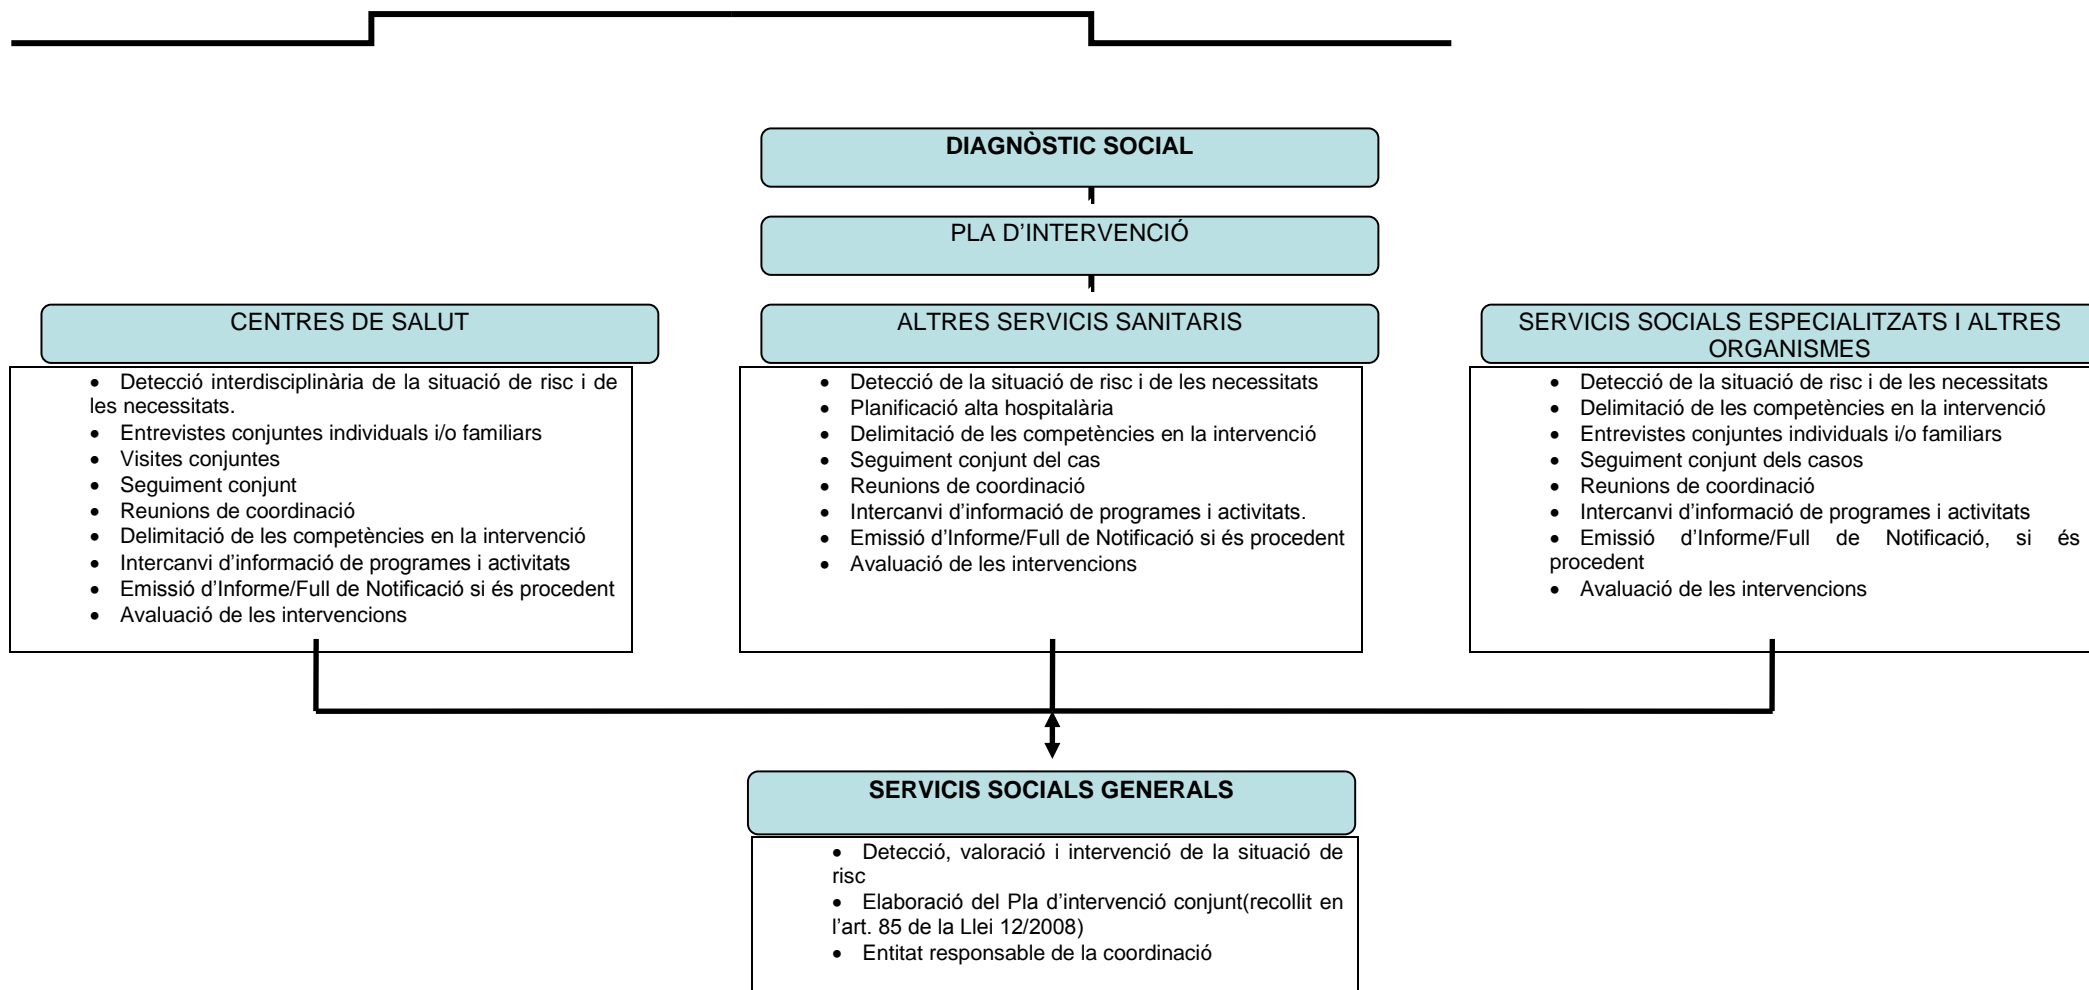 DIAGNÒSTIC SOCIAL
PLA D’INTERVENCIÓ
CENTRES DE SALUT
• Detecció interdisciplinària de la situació de risc i de
les necessitats.
• Entrevistes conjuntes individuals i/o familiars
• Visites conjuntes
• Seguiment conjunt
• Reunions de coordinació
• Delimitació de les competències en la intervenció
• Intercanvi d’informació de programes i activitats
• Emissió d’Informe/Full de Notificació si és procedent
• Avaluació de les intervencions
ALTRES SERVICIS SANITARIS
• Detecció de la situació de risc i de les necessitats
• Planificació alta hospitalària
• Delimitació de les competències en la intervenció
• Seguiment conjunt del cas
• Reunions de coordinació
• Intercanvi d’informació de programes i activitats.
• Emissió d’Informe/Full de Notificació si és procedent
• Avaluació de les intervencions
SERVICIS SOCIALS ESPECIALITZATS I ALTRES
ORGANISMES
• Detecció de la situació de risc i de les necessitats
• Delimitació de les competències en la intervenció
• Entrevistes conjuntes individuals i/o familiars
• Seguiment conjunt dels casos
• Reunions de coordinació
• Intercanvi d’informació de programes i activitats
• Emissió d’Informe/Full de Notificació, si és
procedent
• Avaluació de les intervencions
SERVICIS SOCIALS GENERALS
• Detecció, valoració i intervenció de la situació de
risc
• Elaboració del Pla d’intervenció conjunt(recollit en
l’art. 85 de la Llei 12/2008)
• Entitat responsable de la coordinació